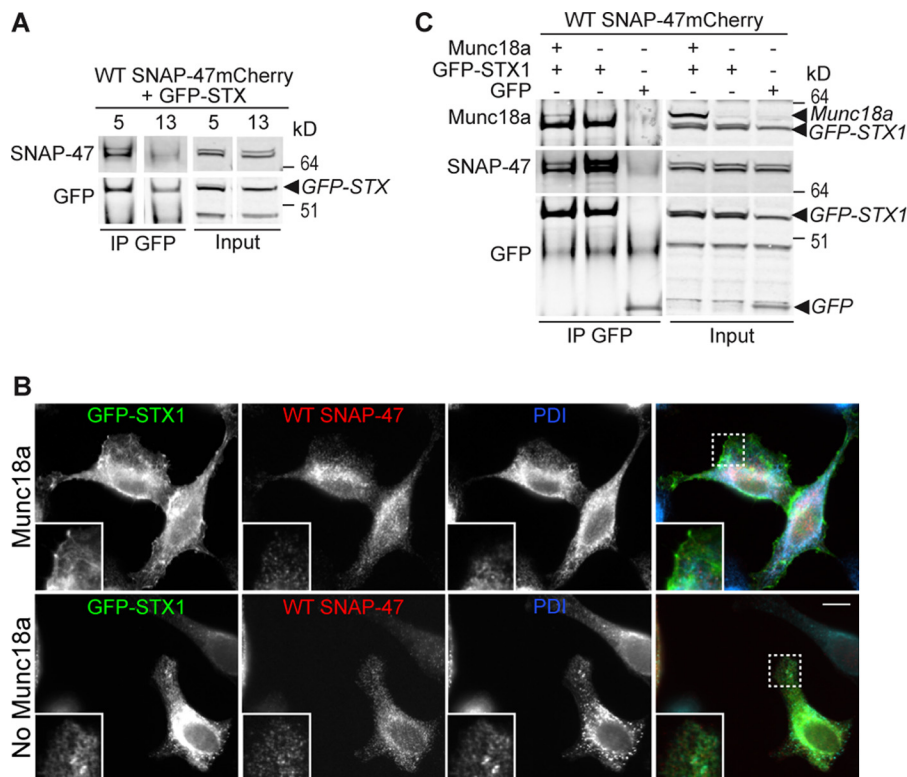 A
WT SNAP-47mCherry
+ GFP-STX
5 13 5 13 kD
SNAP-47
64
GFP
GFP-STX
51
IP GFP Input
C
WT SNAP-47mCherry
Munc18a + - - + - -
GFP-STX1 + + - + + - kD
GFP - - + - - +
64
Munc18a
Munc18a
GFP-STX1
SNAP-47
64
GFP-STX1
51
GFP
GFP
IP GFP Input
B
Munc18a
GFP-STX1 WT SNAP-47 PDI
No Munc18a
GFP-STX1 WT SNAP-47 PDI